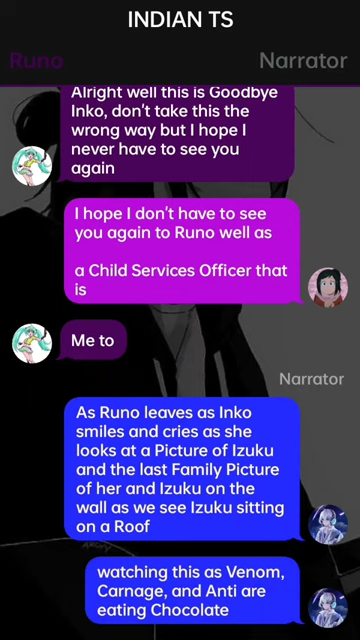 INDIAN TS
Runo
Narrator
Alright well this is Goodbye
Inko, don't take this the
wrong way but I hope I
never have to see you
again
I hope I don't have to see
you again to Runo well as
a Child Services Officer that
is
Me to
Narrator
As Runo leaves as Inko
smiles and cries as she
looks at a Picture of Izuku
and the last Family Picture
of her and Izuku on the
wall as we see Izuku sitting
on a Roof
watching this as Venom,
Carnage, and Anti are
eating Chocolate